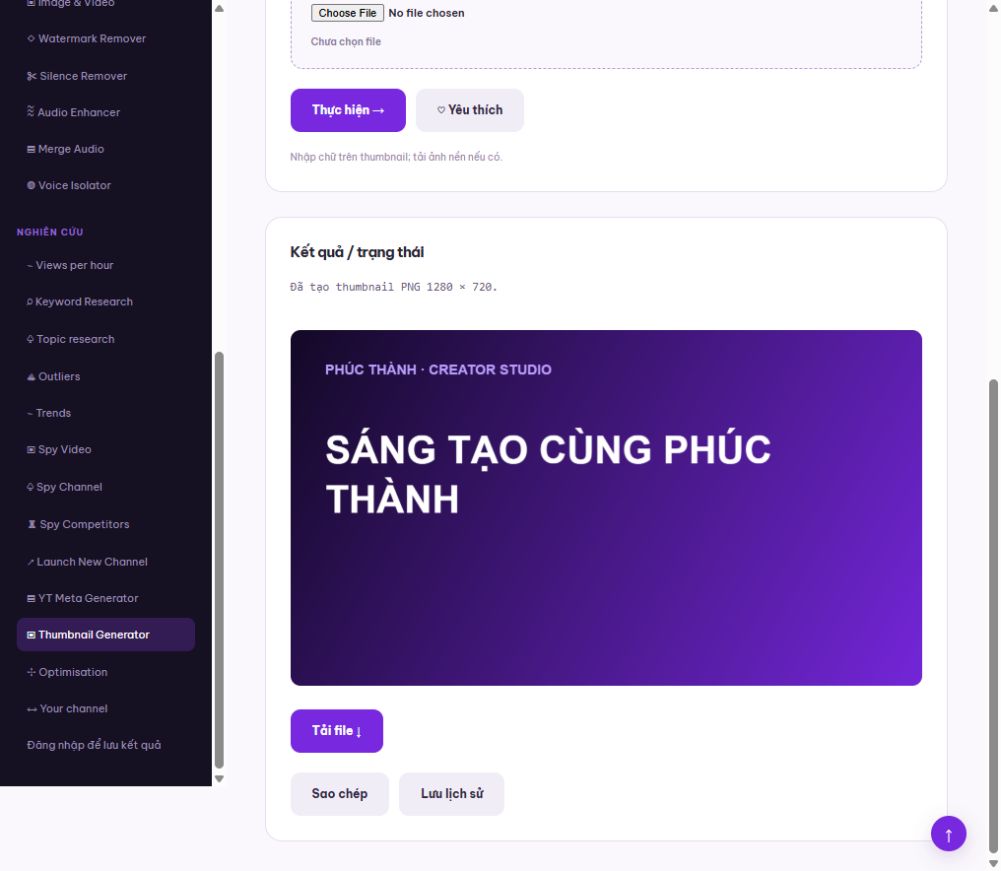 Image & Video
Watermark Remover
Silence Remover
Audio Enhancer
Merge Audio
Voice Isolator
NGHIÊN CỨU
Views per hour
Keyword Research
Topic research
Outliers
Trends
Spy Video
Spy Channel
Spy Competitors
Launch New Channel
YT Meta Generator
Thumbnail Generator
Optimisation
Your channel
Đăng nhập để lưu kết quả
Choose File No file chosen
Chưa chọn file
Thực hiện →
♡ Yêu thích
Nhập chữ trên thumbnail; tải ảnh nền nếu có.
Kết quả / trạng thái
Đã tạo thumbnail PNG 1280 × 720.
PHÚC THÀNH · CREATOR STUDIO
SÁNG TẠO CÙNG PHÚC
THÀNH
Tải file ↓
Sao chép
Lưu lịch sử
↑